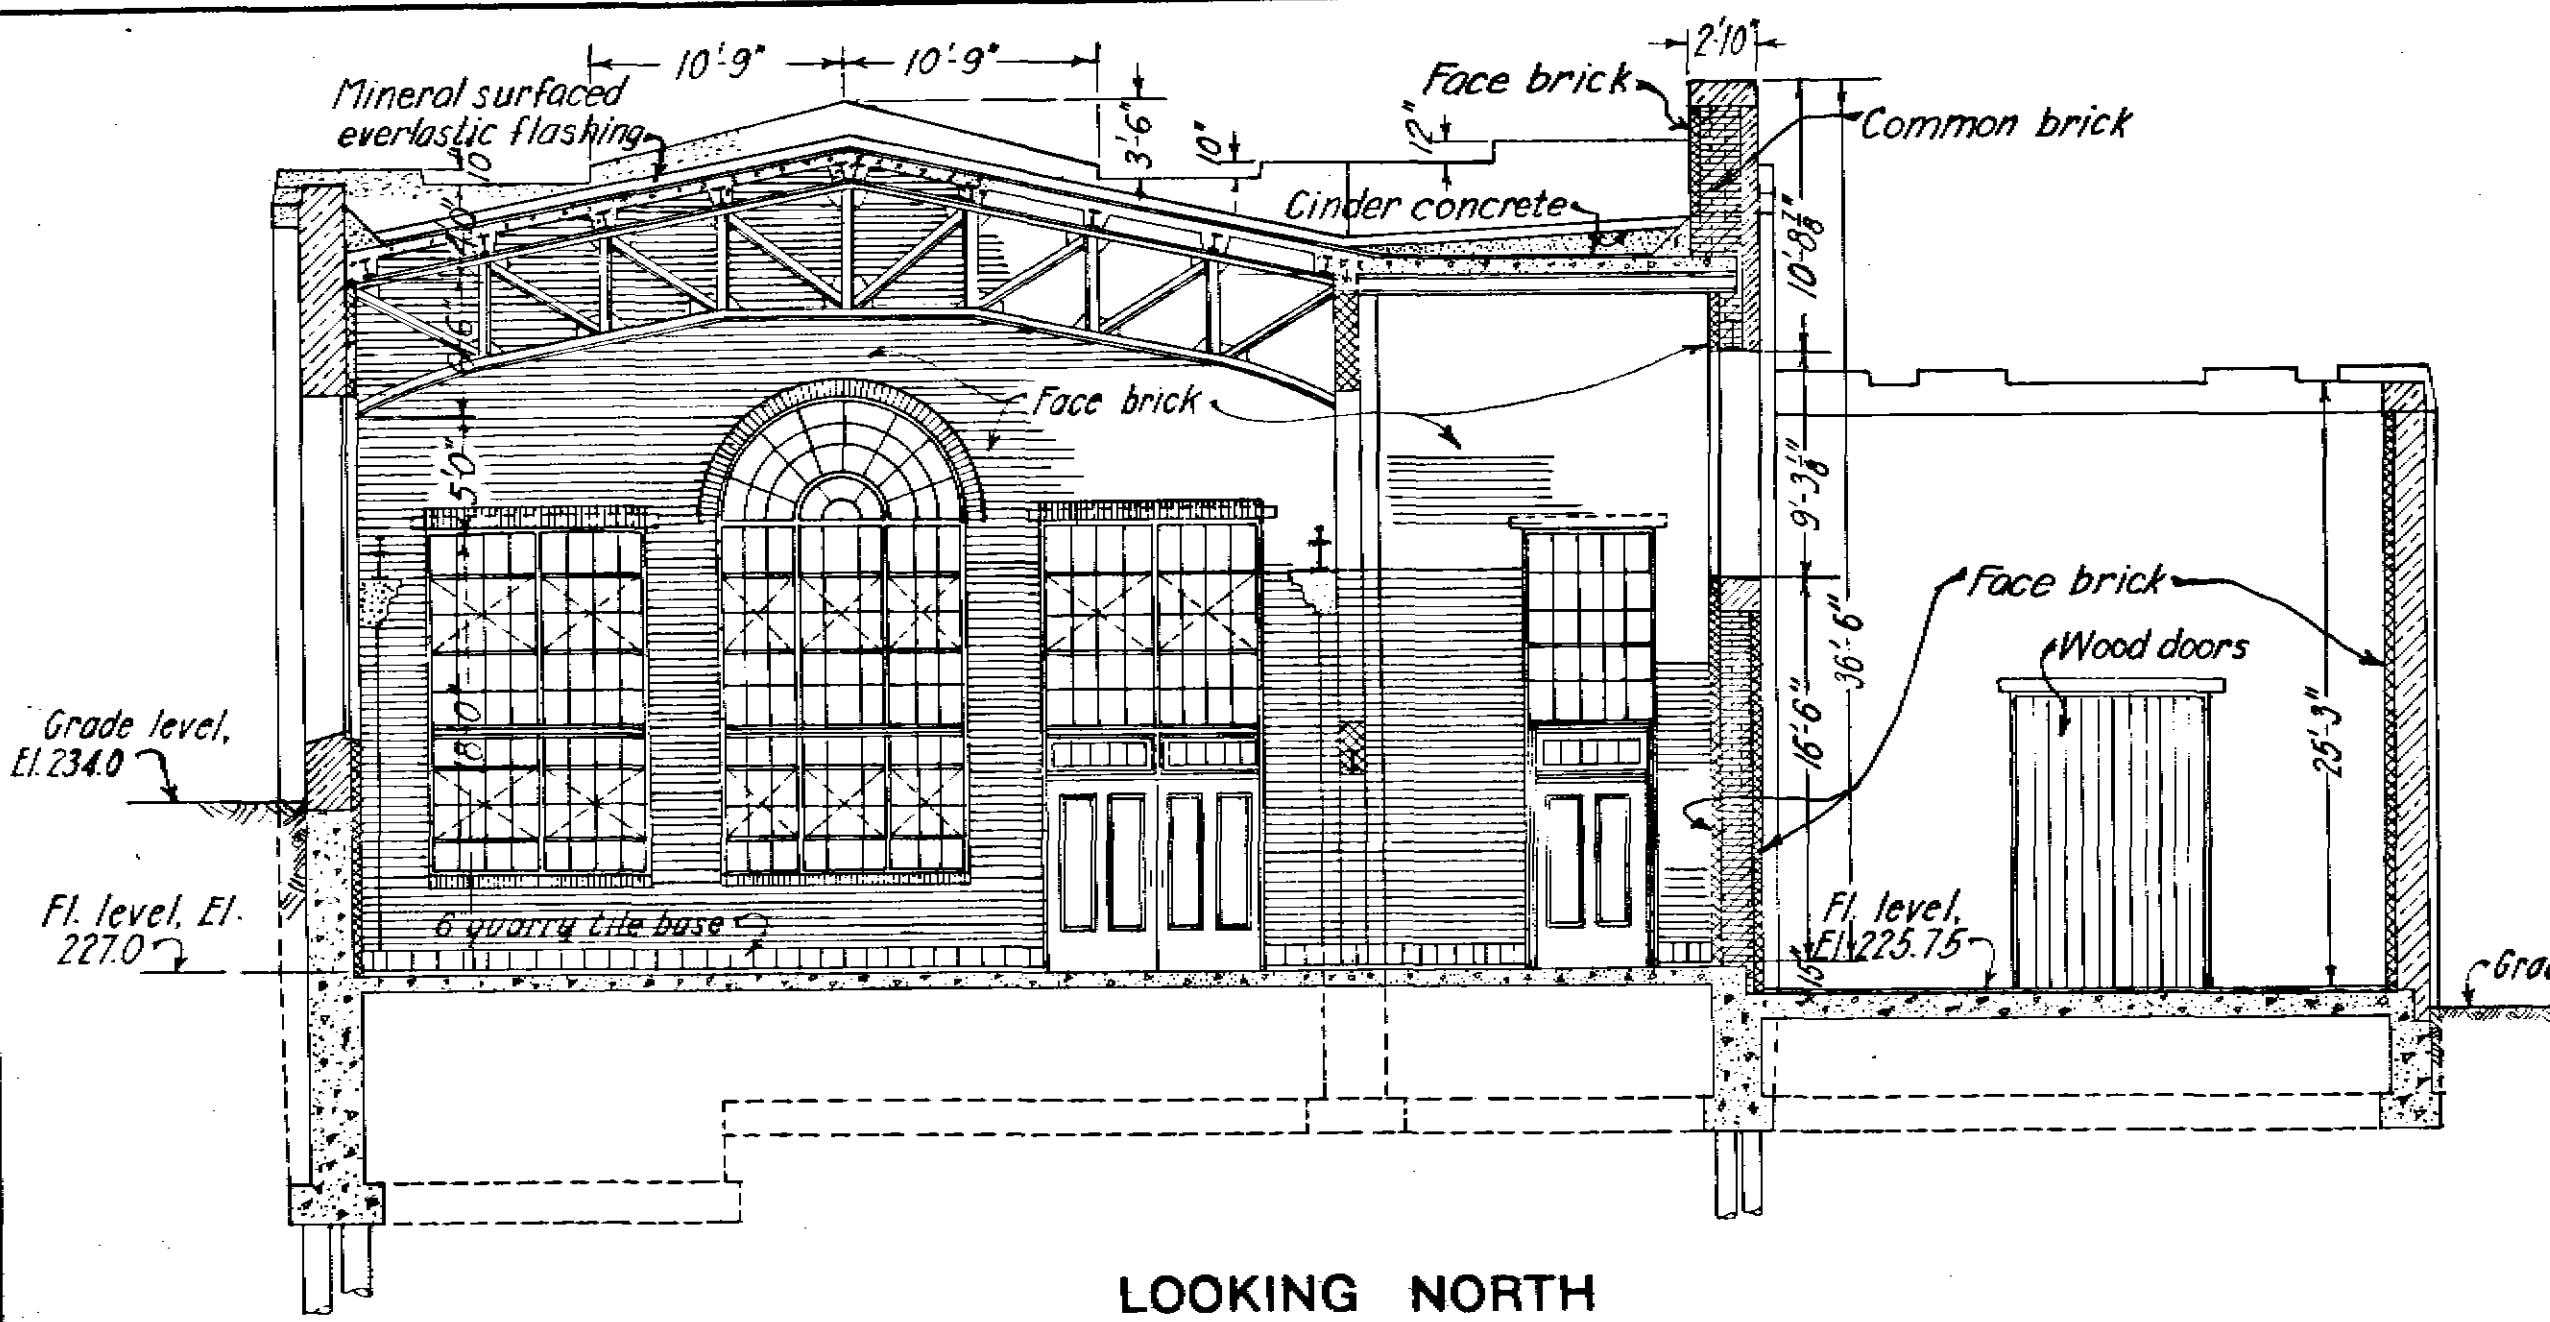 10'-9" 10'-9"
2'10"
Mineral surfaced
everlastic flashing
Face brick
Common brick
10"
3'-6"
10"
12"
Cinder concrete
10'-0 7/8"
Face brick
5'-0"
9'-3 1/8"
Face brick
36'-6"
Wood doors
Grade level,
El. 234.0
18'-0"
16'-6"
25'-3"
Fl. level, El.
227.0
6" quarry tile base
Fl. level,
El. 225.75
15"
LOOKING NORTH